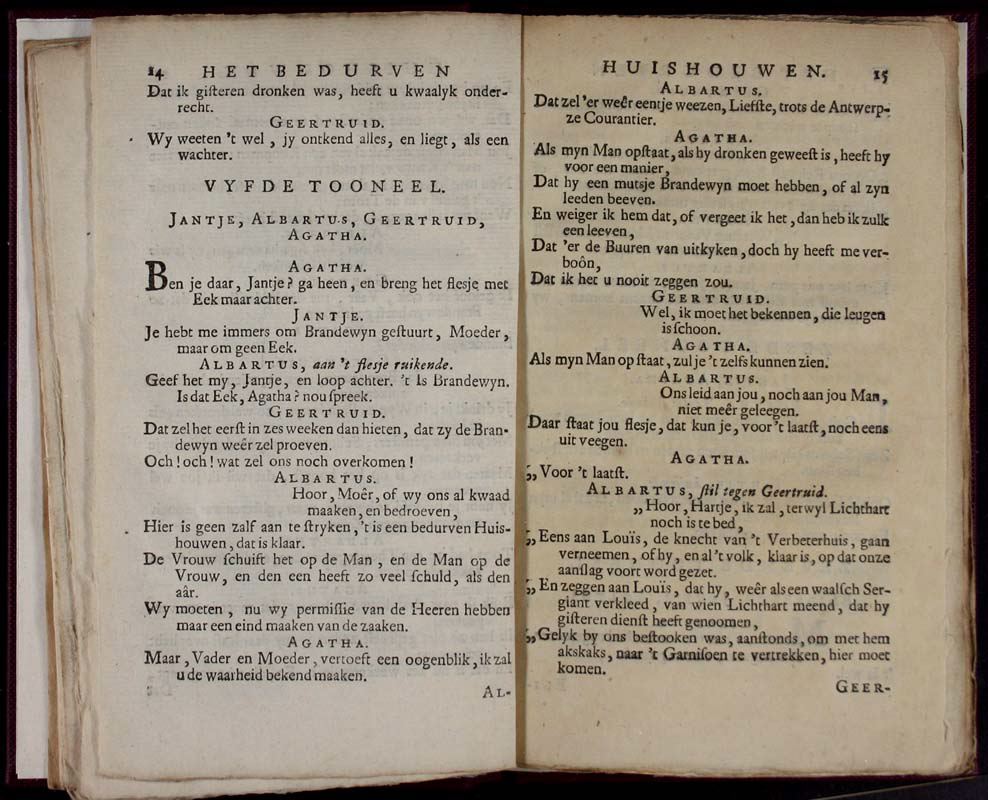 14 HET BEDURVEN
Dat ik giſteren dronken was, heeft u kwaalyk onder-
recht.
GEERTRUID.
Wy weeten 't wel, jy ontkend alles, en liegt, als een
wachter.
VYFDE TOONEEL.
JANTJE, ALBARTUS, GEERTRUID,
AGATHA.
AGATHA.
Ben je daar, Jantje? ga heen, en breng het flesje met
Eek maar achter.
JANTJE.
Je hebt me immers om Brandewyn geſtuurt, Moeder,
maar om geen Eek.
ALBARTUS, aan 't flesje ruikende.
Geef het my, Jantje, en loop achter. 't Is Brandewyn.
Is dat Eek, Agatha? nou ſpreek.
GEERTRUID.
Dat zel het eerſt in zes weeken dan hieten, dat zy de Bran-
dewyn weêr zel proeven.
Och! och! wat zel ons noch overkomen!
ALBARTUS.
Hoor, Moêr, of wy ons al kwaad
maaken, en bedroeven,
Hier is geen zalf aan te ſtryken, 't is een bedurven Huis-
houwen, dat is klaar.
De Vrouw ſchuift het op de Man, en de Man op de
Vrouw, en den een heeft zo veel ſchuld, als den
aâr.
Wy moeten, nu wy permiſſie van de Heeren hebben
maar een eind maaken van de zaaken.
AGATHA.
Maar, Vader en Moeder, vertoeft een oogenblik, ik zal
u de waarheid bekend maaken.
AL-
HUISHOUWEN. 15
ALBARTUS.
Dat zel 'er weêr eentje weezen, Liefſte, trots de Antwerp-
ze Courantier.
AGATHA.
Als myn Man opſtaat, als hy dronken geweeſt is, heeft hy
voor een manier,
Dat hy een mutsje Brandewyn moet hebben, of al zyn
leeden beeven.
En weiger ik hem dat, of vergeet ik het, dan heb ik zulk
een leeven,
Dat 'er de Buuren van uitkyken, doch hy heeft me ver-
boôn,
Dat ik het u nooit zeggen zou.
GEERTRUID.
Wel, ik moet het bekennen, die leugen
is ſchoon.
AGATHA.
Als myn Man opſtaat, zul je 't zelfs kunnen zien.
ALBARTUS.
Ons leid aan jou, noch aan jou Man,
niet meêr geleegen.
Daar ſtaat jou flesje, dat kun je, voor 't laatſt, noch eens
uit veegen.
AGATHA.
„Voor 't laatſt.
ALBARTUS, ſtil tegen Geertruid.
„Hoor, Hartje, ik zal, terwyl Lichthart
noch is te bed,
„Eens aan Louïs, de knecht van 't Verbeterhuis, gaan
verneemen, of hy, en al 't volk, klaar is, op dat onze
aanſlag voort word gezet.
„En zeggen aan Louïs, dat hy, weêr als een waalſch Ser-
giant verkleed, van wien Lichthart meend, dat hy
giſteren dienſt heeft genoomen,
„Gelyk by ons beſtooken was, aanſtonds, om met hem
akskaks, naar 't Garniſoen te vertrekken, hier moet
komen.
GEER-